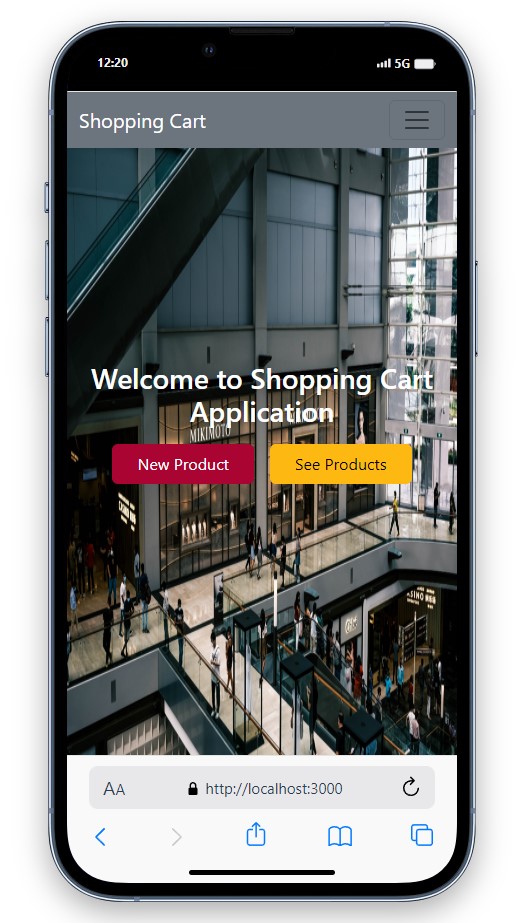 12:20
5G
Shopping Cart
Welcome to Shopping Cart
Application
MIKIMOTO
New Product
See Products
AA
http://localhost:3000